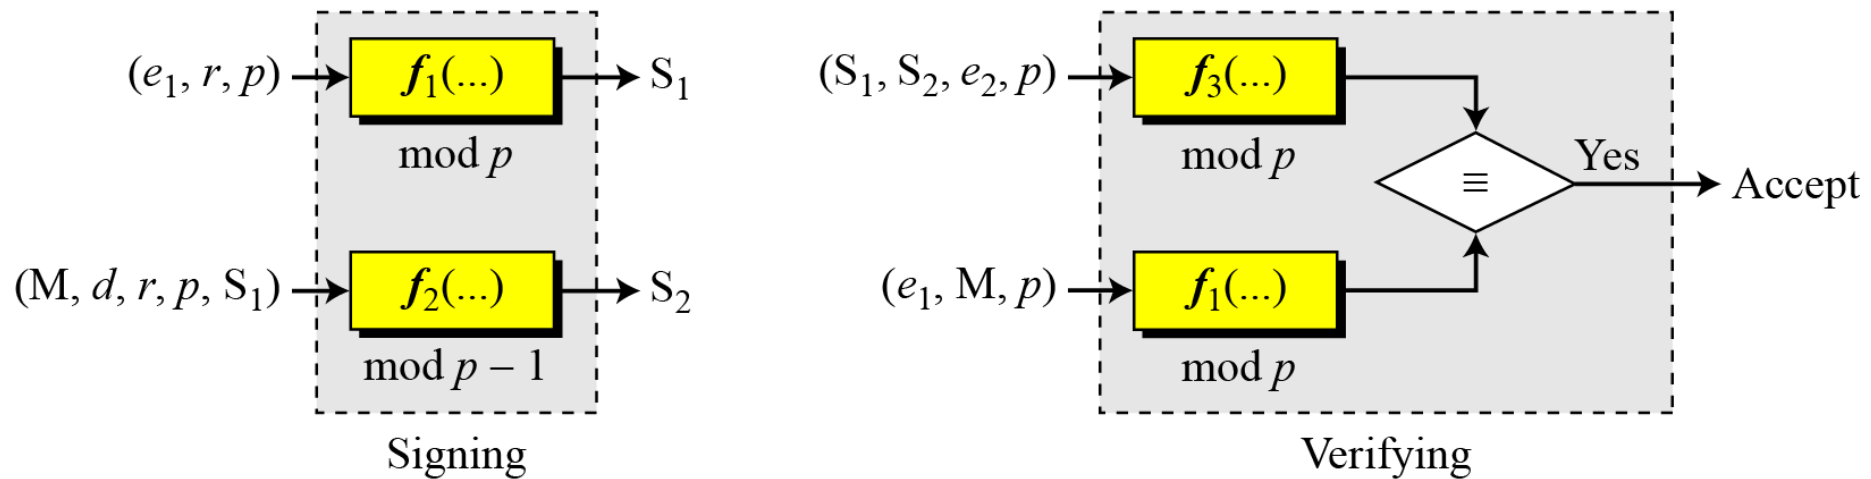 (e₁, r, p) f₁(...) S₁
mod p
(M, d, r, p, S₁) f₂(...) S₂
mod p − 1
Signing
(S₁, S₂, e₂, p) f₃(...)
mod p
≡ Yes Accept
(e₁, M, p) f₁(...)
mod p
Verifying